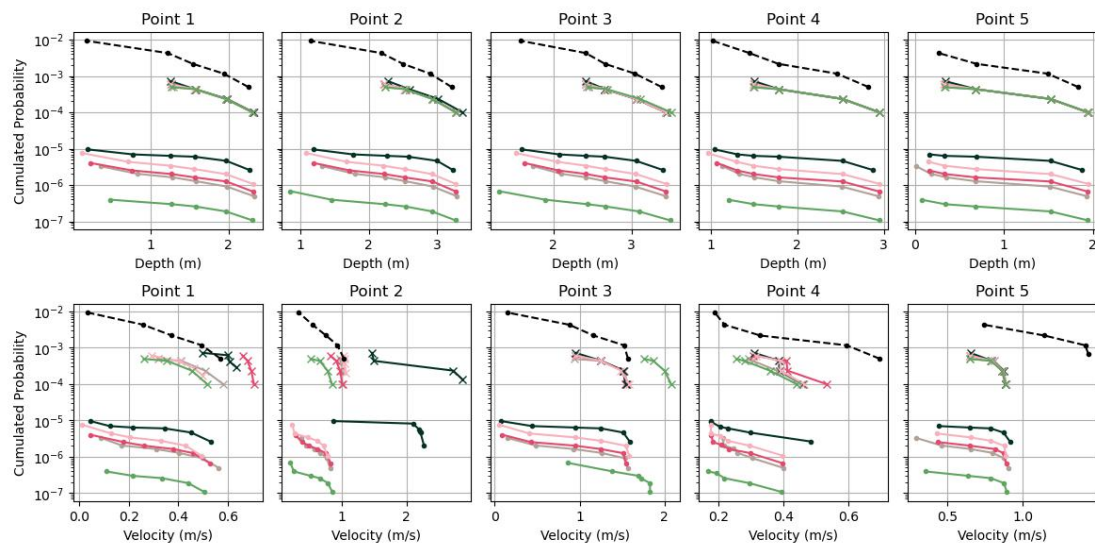 Point 1 Point 2 Point 3 Point 4 Point 5
Cumulated Probability
10⁻²
10⁻³
10⁻⁴
10⁻⁵
10⁻⁶
10⁻⁷
1 2 1 2 3 2 3 1 2 3 0 1 2
Depth (m) Depth (m) Depth (m) Depth (m) Depth (m)
Point 1 Point 2 Point 3 Point 4 Point 5
Cumulated Probability
10⁻²
10⁻³
10⁻⁴
10⁻⁵
10⁻⁶
10⁻⁷
0.0 0.2 0.4 0.6 1 2 0 1 2 0.2 0.4 0.6 0.5 1.0
Velocity (m/s) Velocity (m/s) Velocity (m/s) Velocity (m/s) Velocity (m/s)